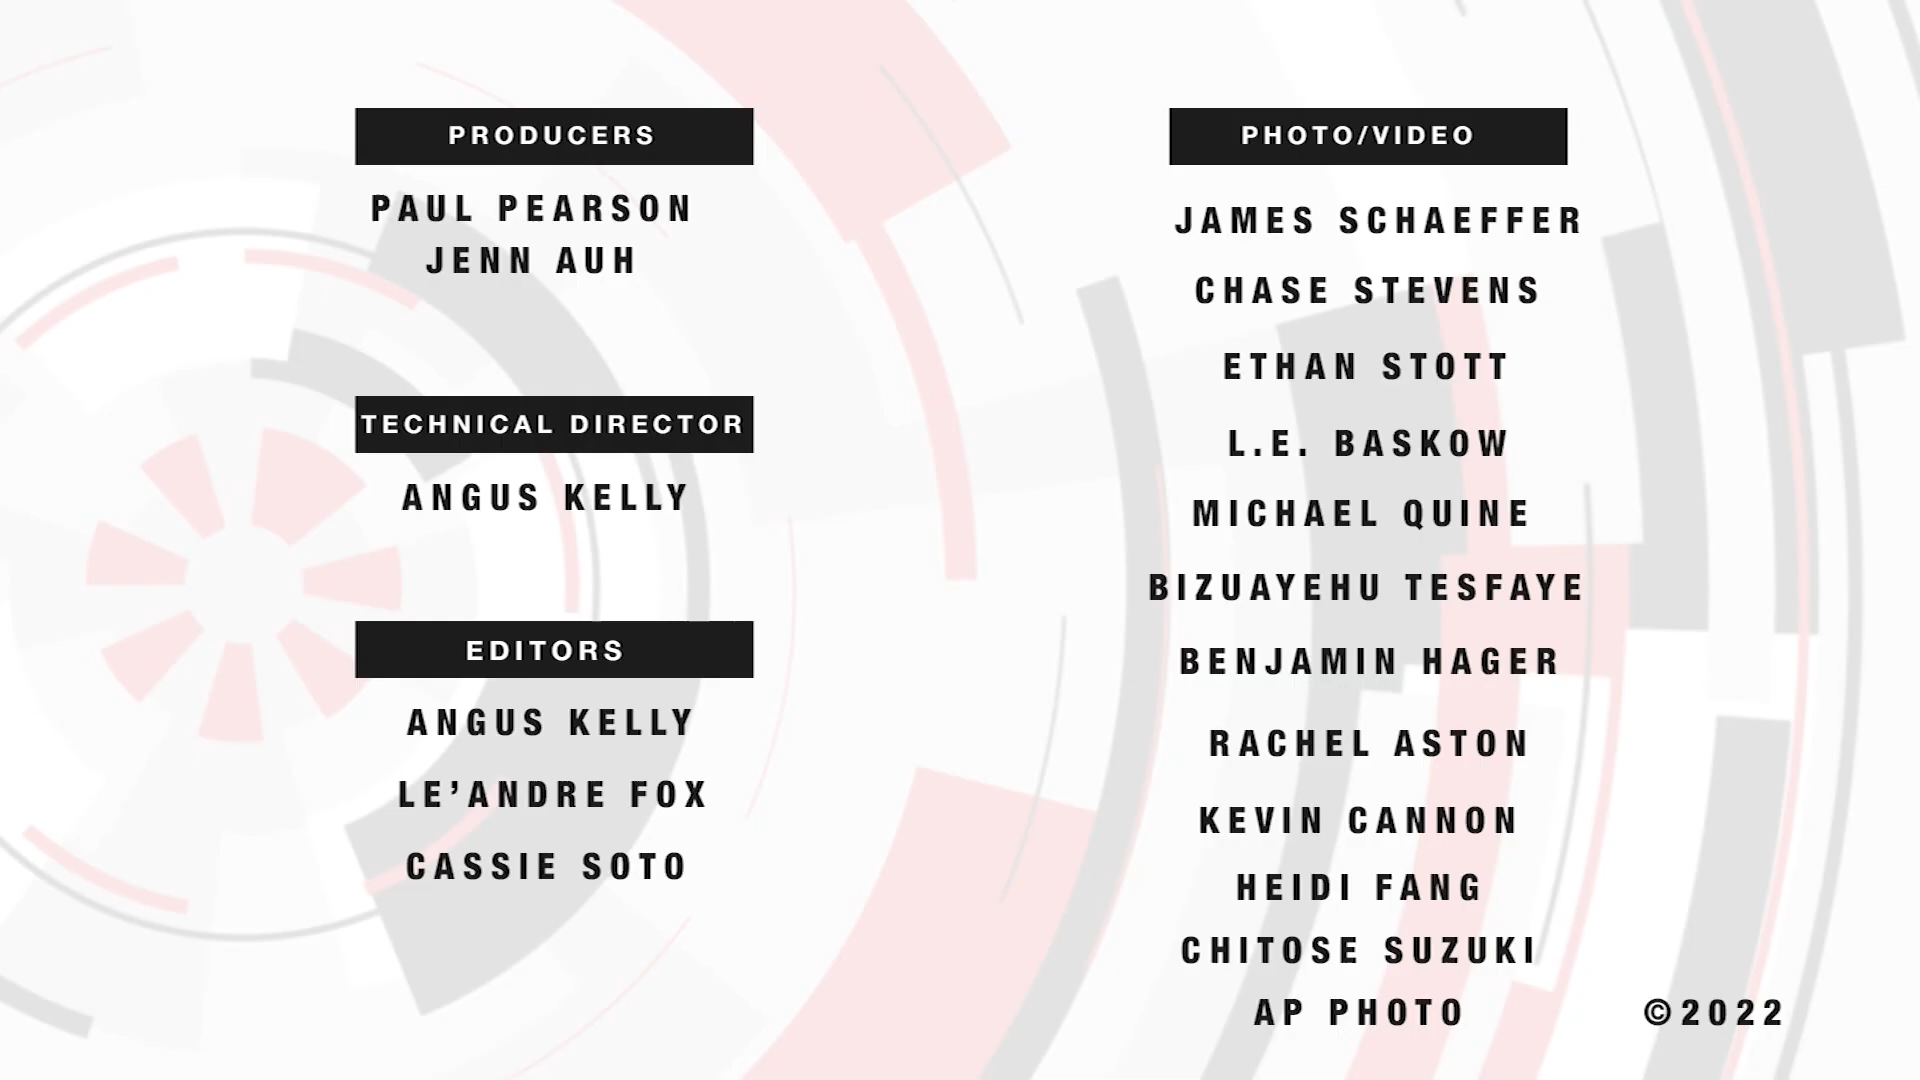 PRODUCERS
PAUL PEARSON
JENN AUH
TECHNICAL DIRECTOR
ANGUS KELLY
EDITORS
ANGUS KELLY
LE’ANDRE FOX
CASSIE SOTO
PHOTO/VIDEO
JAMES SCHAEFFER
CHASE STEVENS
ETHAN STOTT
L.E. BASKOW
MICHAEL QUINE
BIZUAYEHU TESFAYE
BENJAMIN HAGER
RACHEL ASTON
KEVIN CANNON
HEIDI FANG
CHITOSE SUZUKI
AP PHOTO
©2022